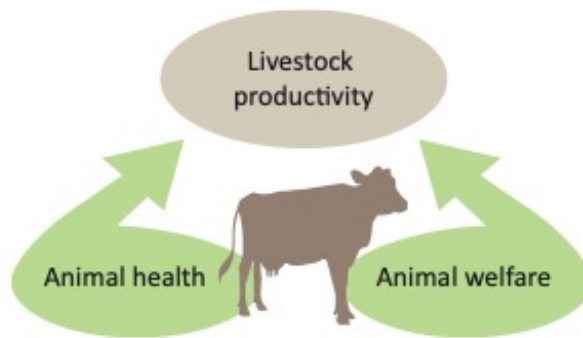 Livestock
productivity
Animal health
Animal welfare